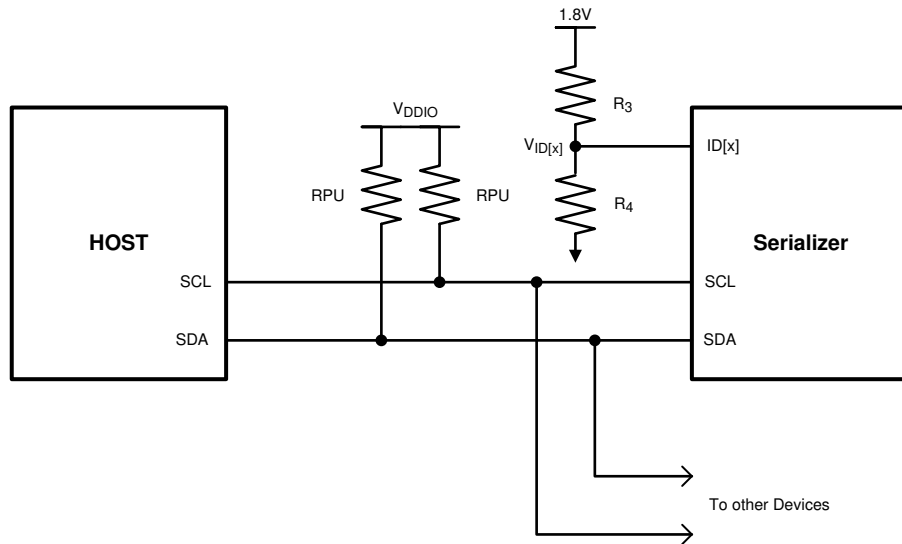 1.8V
R3
VDDIO
VID[x]
ID[x]
RPU
RPU
R4
HOST
Serializer
SCL
SCL
SDA
SDA
To other Devices